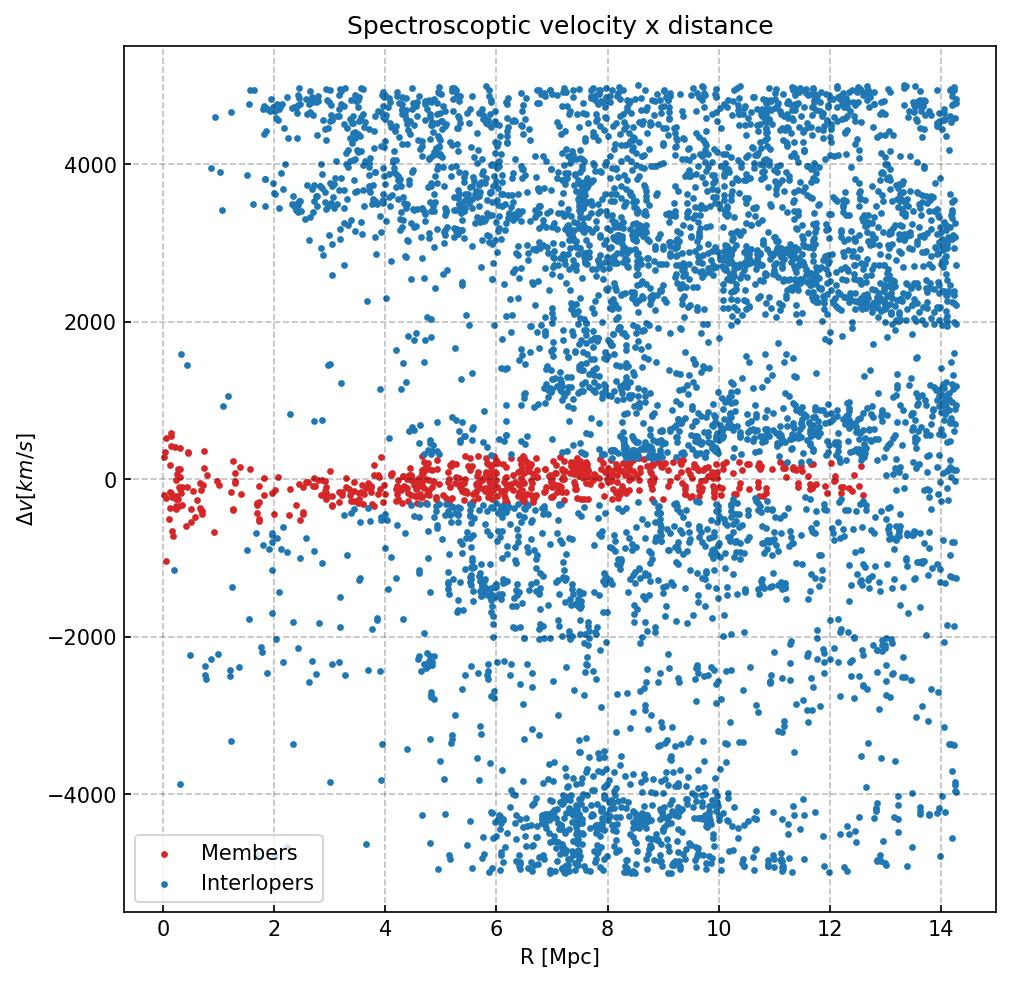 Spectroscoptic velocity x distance
Δv[km/s]
4000
2000
0
−2000
−4000
Members
Interlopers
0 2 4 6 8 10 12 14
R [Mpc]